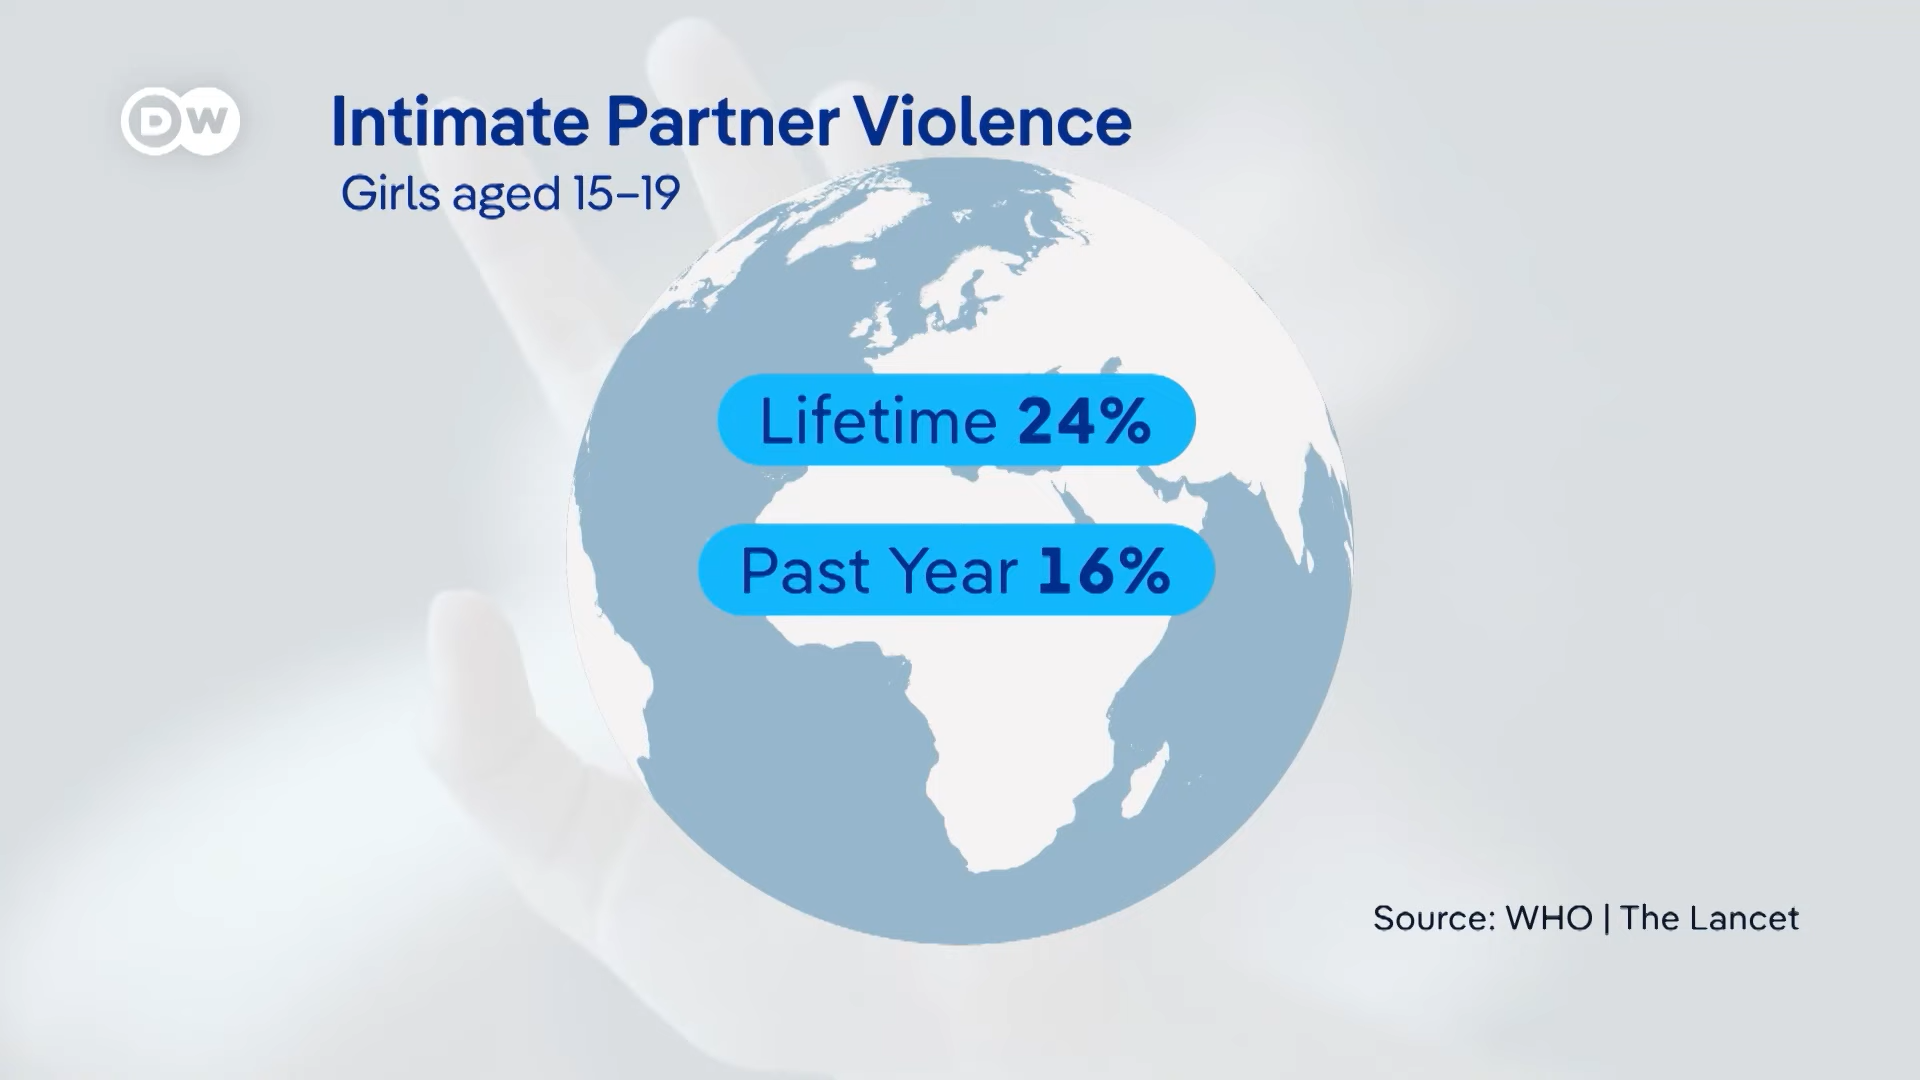 DW
Intimate Partner Violence
Girls aged 15–19
Lifetime 24%
Past Year 16%
Source: WHO | The Lancet